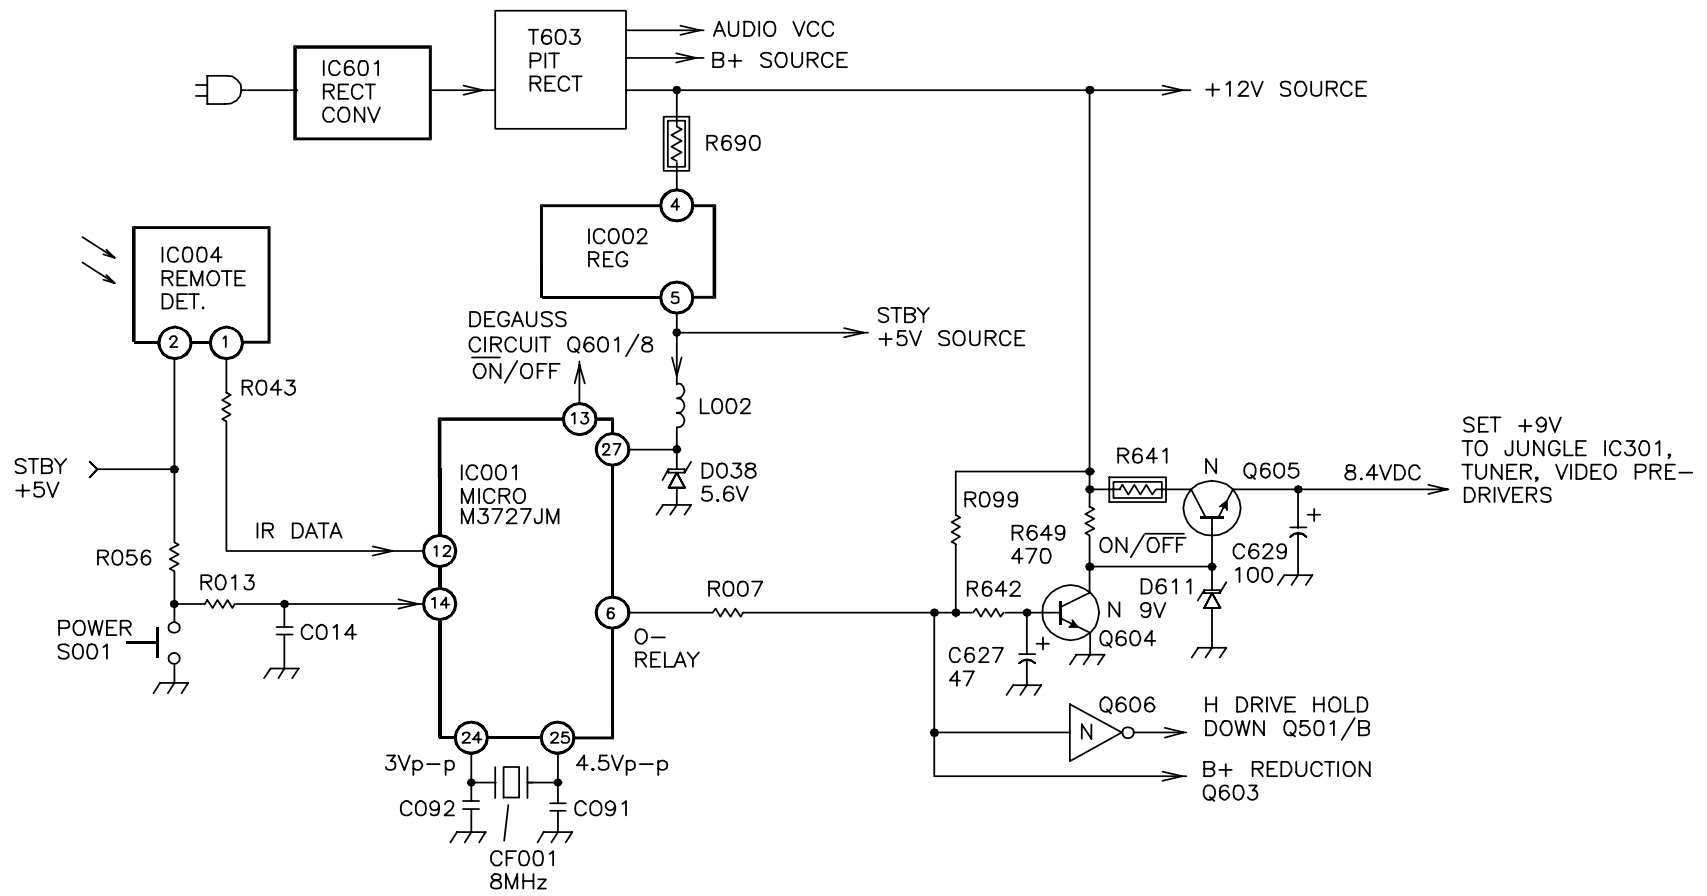 T603
PIT
RECT
AUDIO VCC
B+ SOURCE
+12V SOURCE
IC601
RECT
CONV
R690
4
IC002
REG
5
IC004
REMOTE
DET.
2
1
R043
STBY
+5V SOURCE
DEGAUSS
CIRCUIT Q601/8
ON/OFF
13
27
L002
D038
5.6V
STBY
+5V
IC001
MICRO
M3727JM
IR DATA
12
R056
R013
14
POWER
S001
C014
6
O-
RELAY
R007
24
25
3Vp-p
4.5Vp-p
C092
C091
CF001
8MHz
R099
R641
N
Q605
8.4VDC
SET +9V
TO JUNGLE IC301,
TUNER, VIDEO PRE-
DRIVERS
R649
470
ON/OFF
C629
100
+
R642
D611
9V
N
Q604
C627
47
+
Q606
N
H DRIVE HOLD
DOWN Q501/B
B+ REDUCTION
Q603